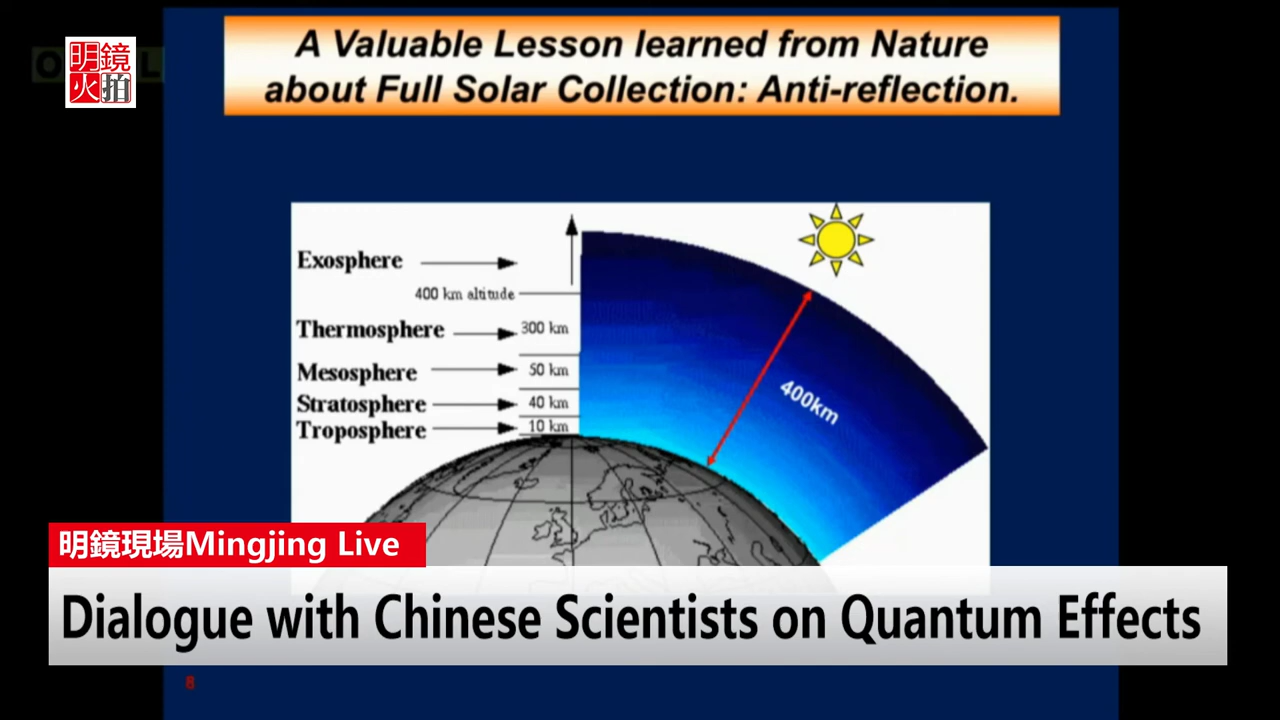 明鏡
火拍
A Valuable Lesson learned from Nature
about Full Solar Collection: Anti-reflection.
Exosphere
400 km altitude
Thermosphere
300 km
Mesosphere
50 km
Stratosphere
40 km
Troposphere
10 km
400km
明鏡現場Mingjing Live
Dialogue with Chinese Scientists on Quantum Effects
8